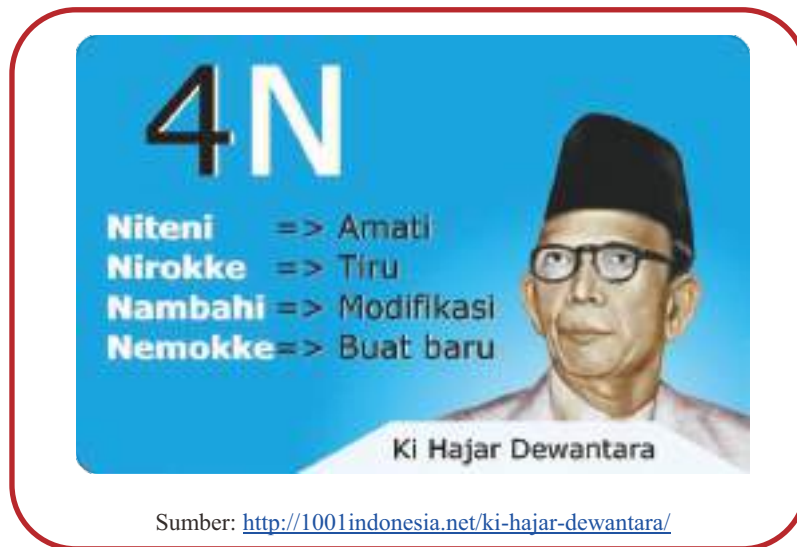 4N
Niteni => Amati
Nirokke => Tiru
Nambahi => Modifikasi
Nemokke=> Buat baru
Ki Hajar Dewantara
Sumber: http://1001indonesia.net/ki-hajar-dewantara/